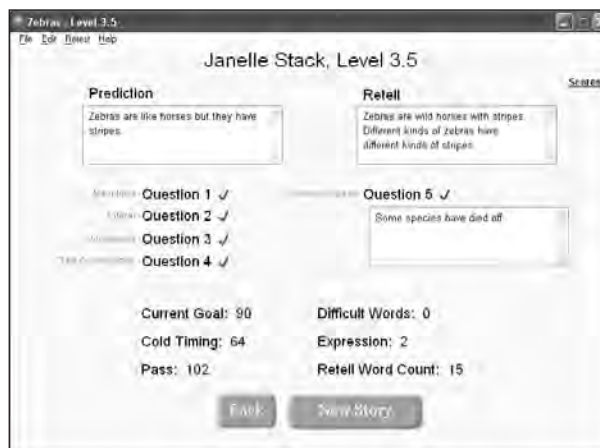 Zebras - Level 3.5
File Edit Retest Help
Janelle Stack, Level 3.5
Scores
Prediction
Zebras are like horses but they have
stripes.
Retell
Zebras are wild horses with stripes.
Different kinds of zebras have
different kinds of stripes.
Question 1 ✓
Question 2 ✓
Question 3 ✓
Question 4 ✓
Question 5 ✓
Some species have died off
Current Goal: 90
Cold Timing: 64
Pass: 102
Difficult Words: 0
Expression: 2
Retell Word Count: 15
Back
New Story